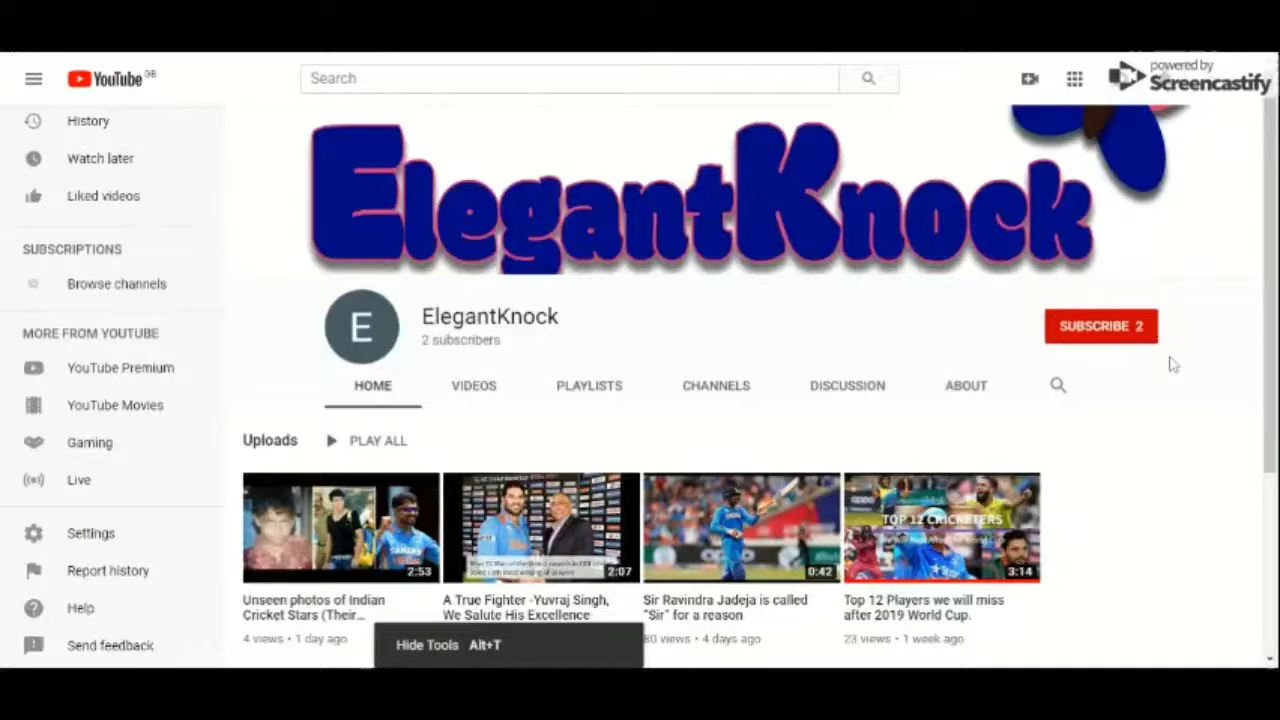 YouTube GB
Search
powered by
Screencastify
History
Watch later
Liked videos
SUBSCRIPTIONS
Browse channels
MORE FROM YOUTUBE
YouTube Premium
YouTube Movies
Gaming
Live
Settings
Report history
Help
Send feedback
ElegantKnock
E
ElegantKnock
2 subscribers
SUBSCRIBE 2
HOME VIDEOS PLAYLISTS CHANNELS DISCUSSION ABOUT
Uploads PLAY ALL
2:53
2:07
0:42
oppo
TOP 12 CRICKETERS
3:14
Unseen photos of Indian
Cricket Stars (Their...
4 views • 1 day ago
A True Fighter -Yuvraj Singh,
We Salute His Excellence
Sir Ravindra Jadeja is called
"Sir" for a reason
80 views • 4 days ago
Top 12 Players we will miss
after 2019 World Cup.
23 views • 1 week ago
Hide Tools Alt+T